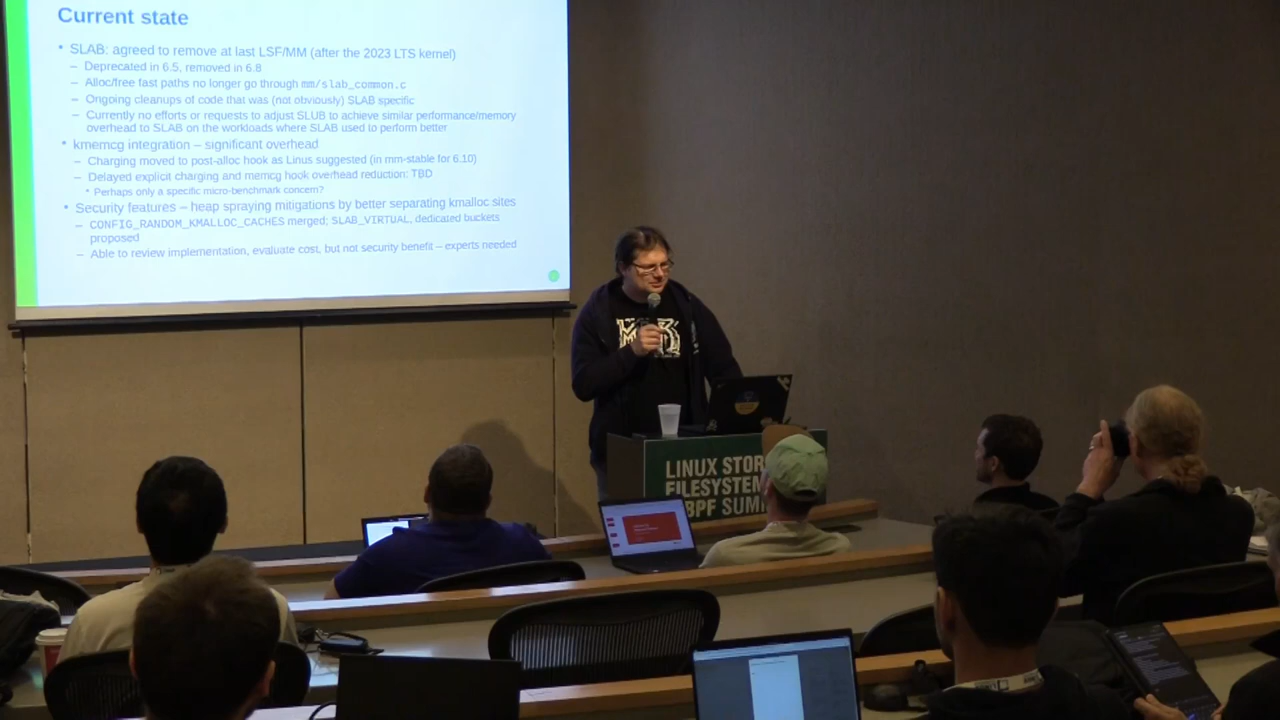 Current state
• SLAB: agreed to remove at last LSF/MM (after the 2023 LTS kernel)
– Deprecated in 6.5, removed in 6.8
– Alloc/free fast paths no longer go through mm/slab_common.c
– Ongoing cleanups of code that was (not obviously) SLAB specific
– Currently no efforts or requests to adjust SLUB to achieve similar performance/memory
overhead to SLAB on the workloads where SLAB used to perform better
• kmemcg integration – significant overhead
– Charging moved to post-alloc hook as Linus suggested (in mm-stable for 6.10)
– Delayed explicit charging and memcg hook overhead reduction: TBD
• Perhaps only a specific micro-benchmark concern?
• Security features – heap spraying mitigations by better separating kmalloc sites
– CONFIG_RANDOM_KMALLOC_CACHES merged; SLAB_VIRTUAL, dedicated buckets
proposed
– Able to review implementation, evaluate cost, but not security benefit – experts needed
LINUX STOR
FILESYSTEM
BPF SUM